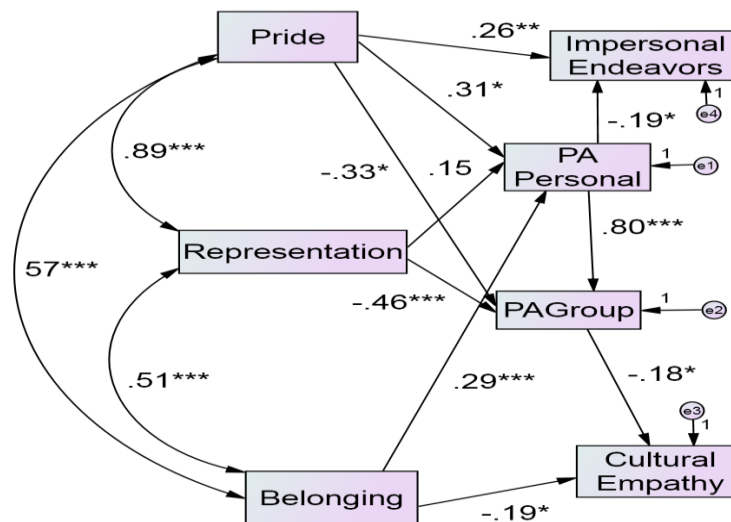 Pride
.26**
Impersonal
Endeavors
1
e4
.31*
-.19*
.89***
-.33*
.15
PA
Personal
1
e1
Representation
.80***
57***
-.46***
PAGroup
1
e2
.51***
.29***
-.18*
e3
1
Belonging
-.19*
Cultural
Empathy